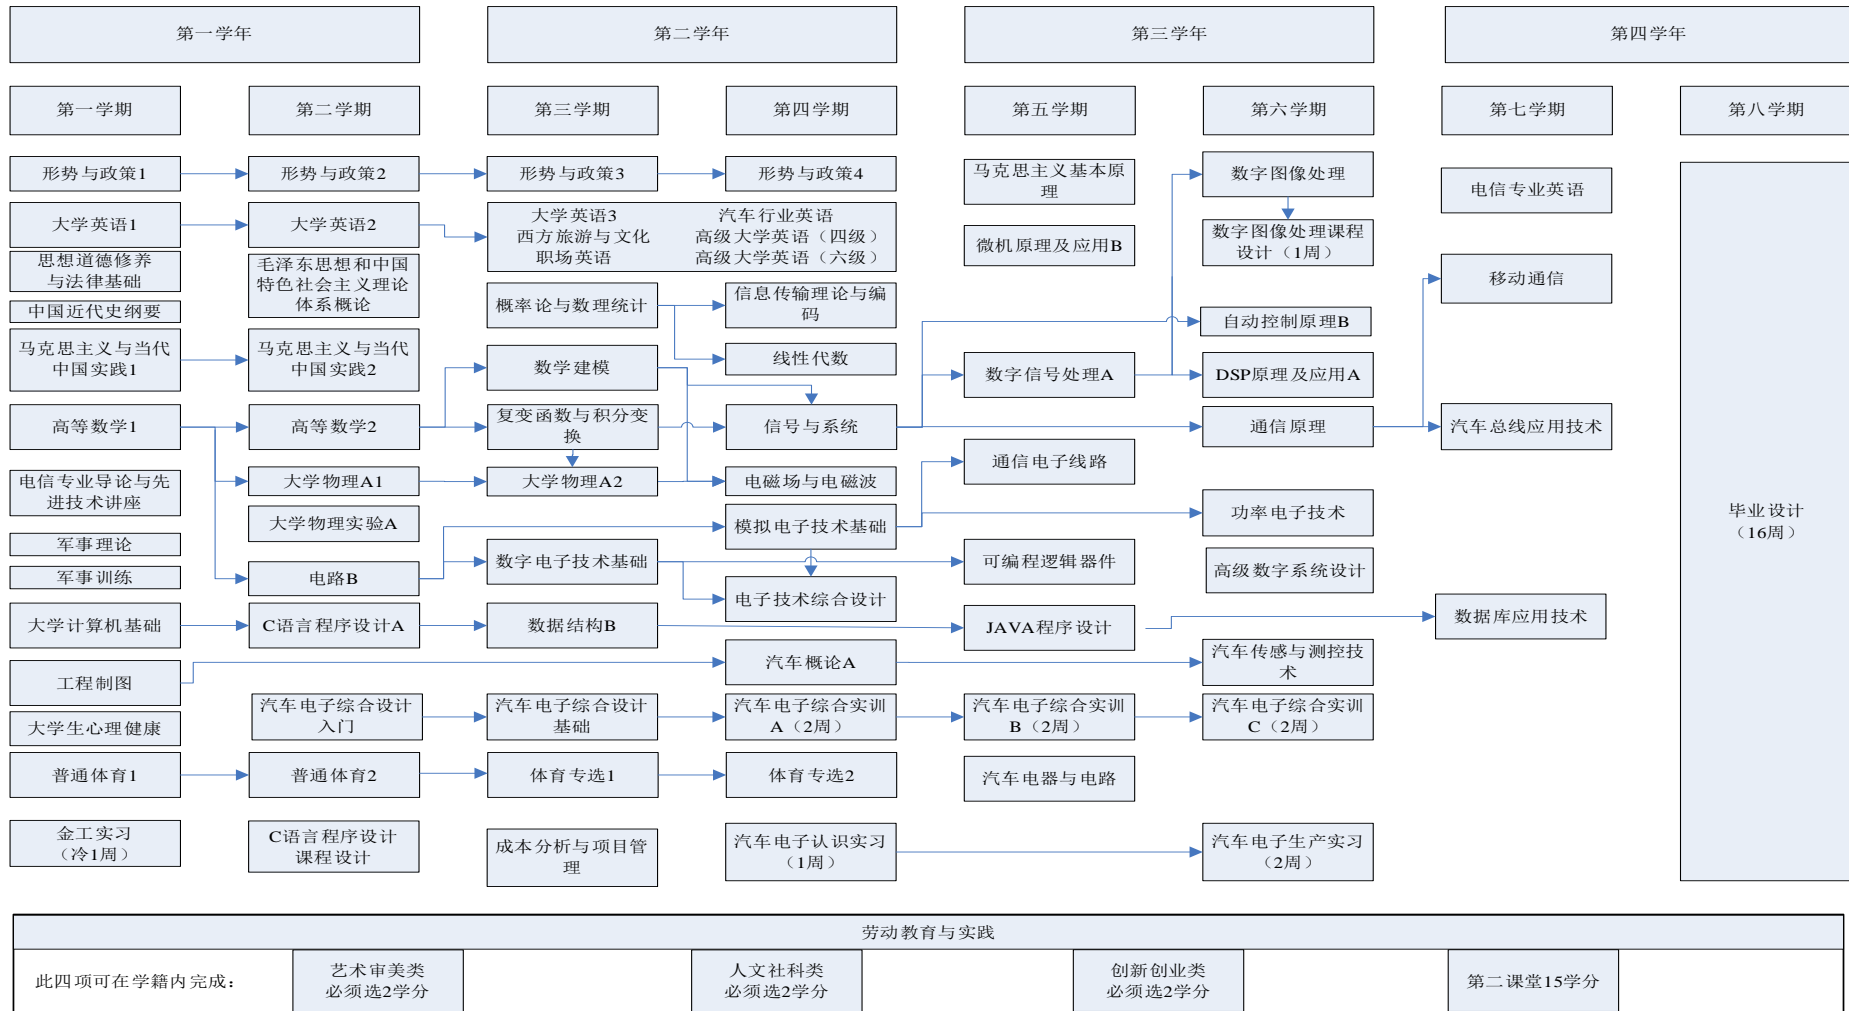 第一学年
第二学年
第三学年
第四学年
第一学期
第二学期
第三学期
第四学期
第五学期
第六学期
第七学期
第八学期
形势与政策1
形势与政策2
形势与政策3
形势与政策4
马克思主义基本原
理
数字图像处理
电信专业英语
大学英语1
大学英语2
大学英语3
汽车行业英语
西方旅游与文化
高级大学英语（四级）
职场英语
高级大学英语（六级）
微机原理及应用B
数字图像处理课程
设计（1周）
思想道德修养
与法律基础
毛泽东思想和中国
特色社会主义理论
体系概论
移动通信
中国近代史纲要
概率论与数理统计
信息传输理论与编
码
自动控制原理B
马克思主义与当代
中国实践1
马克思主义与当代
中国实践2
数学建模
线性代数
数字信号处理A
DSP原理及应用A
高等数学1
高等数学2
复变函数与积分变
换
信号与系统
通信原理
汽车总线应用技术
电信专业导论与先
进技术讲座
大学物理A1
大学物理A2
电磁场与电磁波
通信电子线路
大学物理实验A
模拟电子技术基础
功率电子技术
毕业设计
（16周）
军事理论
军事训练
电路B
数字电子技术基础
可编程逻辑器件
高级数字系统设计
电子技术综合设计
大学计算机基础
C语言程序设计A
数据结构B
JAVA程序设计
数据库应用技术
工程制图
汽车概论A
汽车传感与测控技
术
大学生心理健康
汽车电子综合设计
入门
汽车电子综合设计
基础
汽车电子综合实训
A（2周）
汽车电子综合实训
B（2周）
汽车电子综合实训
C（2周）
普通体育1
普通体育2
体育专选1
体育专选2
汽车电器与电路
金工实习
（冷1周）
C语言程序设计
课程设计
成本分析与项目管
理
汽车电子认识实习
（1周）
汽车电子生产实习
（2周）
劳动教育与实践
此四项可在学籍内完成：
艺术审美类
必须选2学分
人文社科类
必须选2学分
创新创业类
必须选2学分
第二课堂15学分